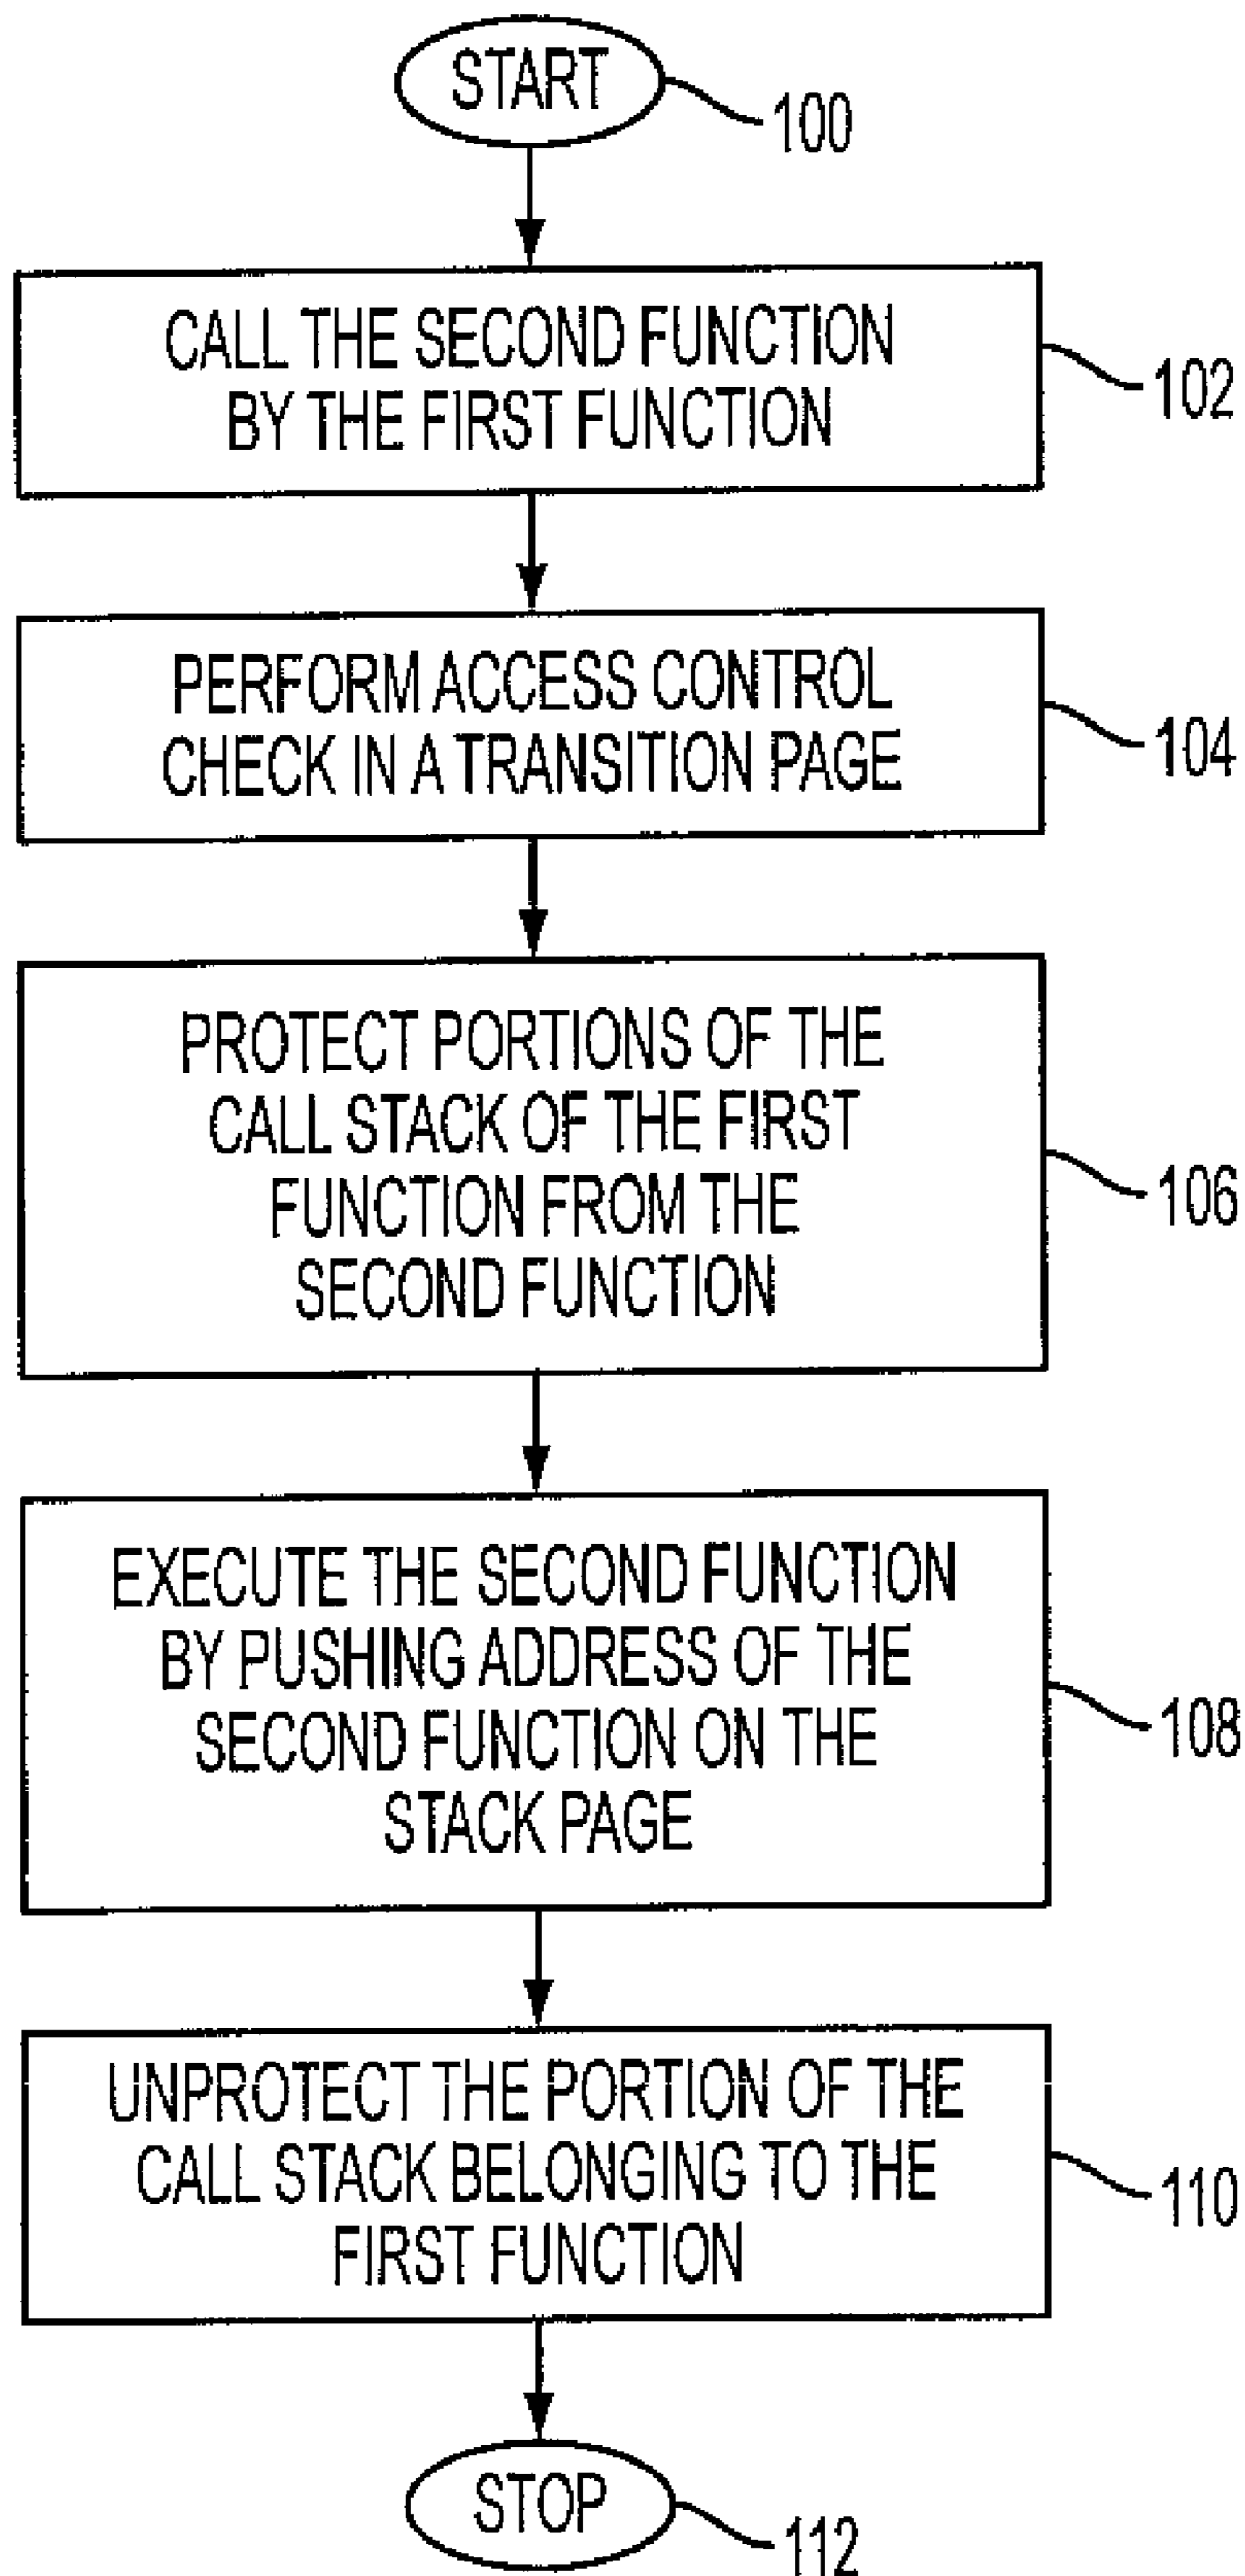 START
100
CALL THE SECOND FUNCTION
BY THE FIRST FUNCTION
102
PERFORM ACCESS CONTROL
CHECK IN A TRANSITION PAGE
104
PROTECT PORTIONS OF THE
CALL STACK OF THE FIRST
FUNCTION FROM THE
SECOND FUNCTION
106
EXECUTE THE SECOND FUNCTION
BY PUSHING ADDRESS OF THE
SECOND FUNCTION ON THE
STACK PAGE
108
UNPROTECT THE PORTION OF THE
CALL STACK BELONGING TO THE
FIRST FUNCTION
110
STOP
112